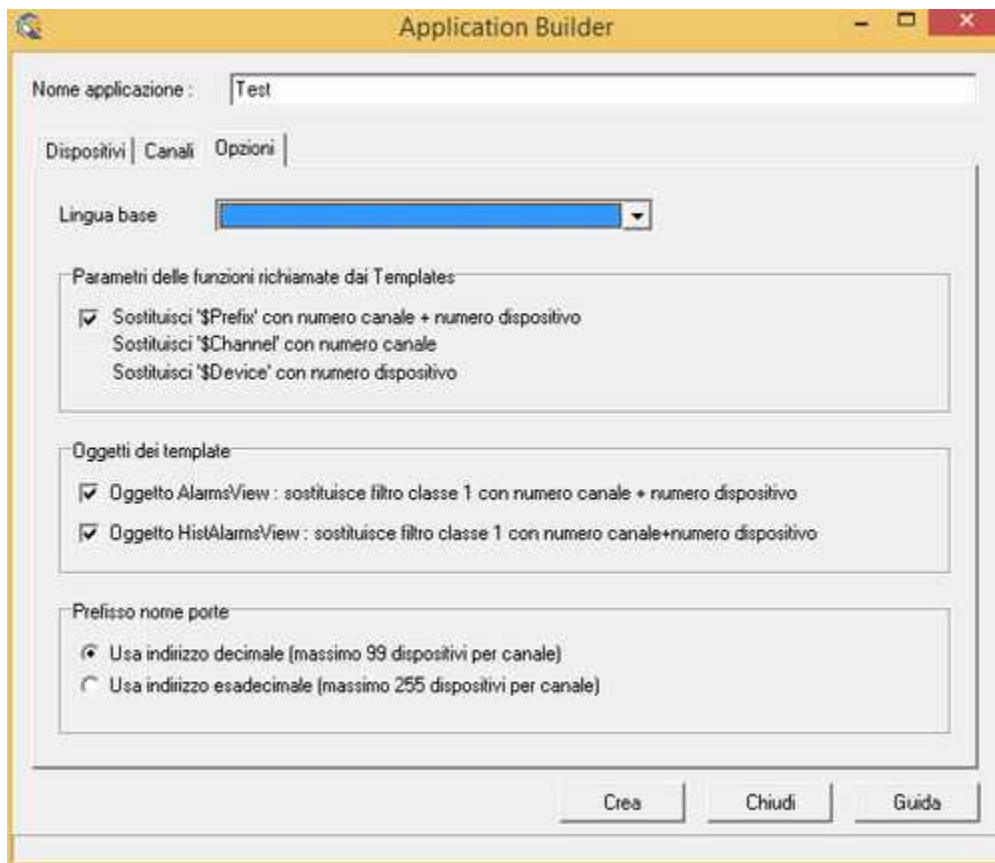 Application Builder
Nome applicazione : Test
Dispositivi Canali Opzioni
Lingua base
Parametri delle funzioni richiamate dai Templates
Sostituisci '$Prefix' con numero canale + numero dispositivo
Sostituisci '$Channel' con numero canale
Sostituisci '$Device' con numero dispositivo
Oggetti dei template
Oggetto AlarmsView : sostituisce filtro classe 1 con numero canale + numero dispositivo
Oggetto HistAlarmsView : sostituisce filtro classe 1 con numero canale+numero dispositivo
Prefisso nome porte
Usa indirizzo decimale (massimo 99 dispositivi per canale)
Usa indirizzo esadecimale (massimo 255 dispositivi per canale)
Crea Chiudi Guida